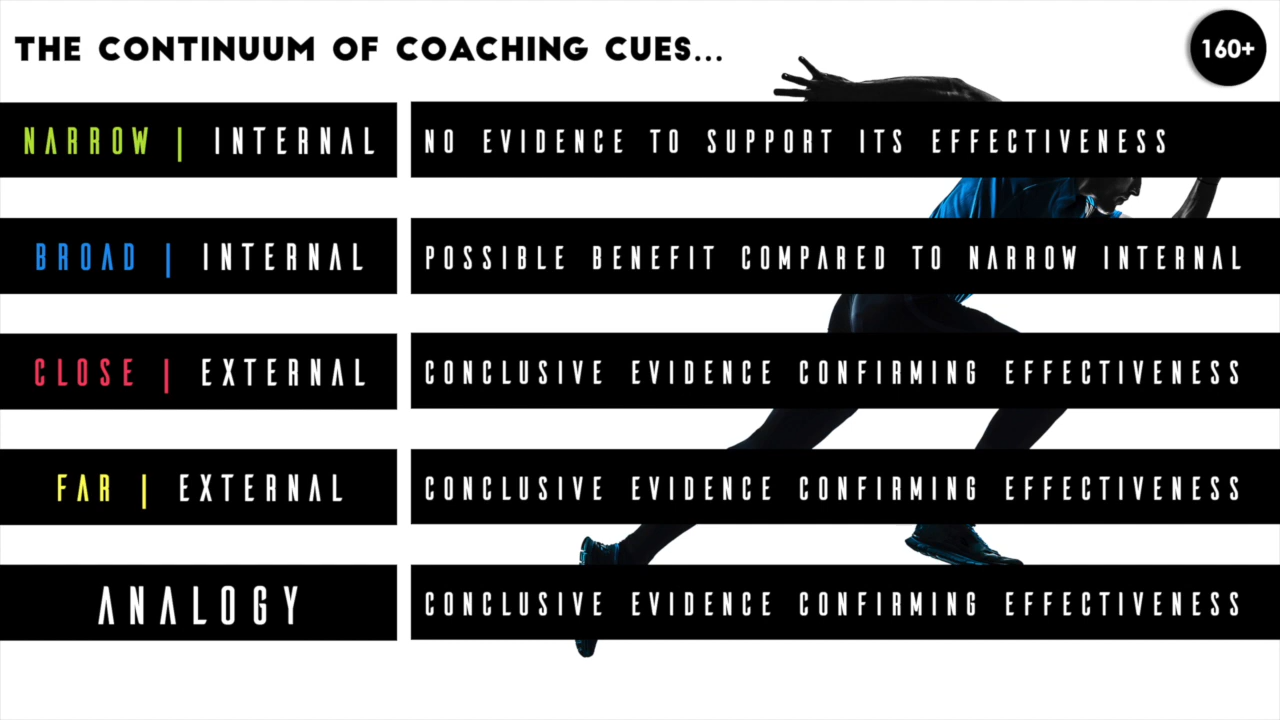 THE CONTINUUM OF COACHING CUES...
160+
NARROW | INTERNAL
NO EVIDENCE TO SUPPORT ITS EFFECTIVENESS
BROAD | INTERNAL
POSSIBLE BENEFIT COMPARED TO NARROW INTERNAL
CLOSE | EXTERNAL
CONCLUSIVE EVIDENCE CONFIRMING EFFECTIVENESS
FAR | EXTERNAL
CONCLUSIVE EVIDENCE CONFIRMING EFFECTIVENESS
ANALOGY
CONCLUSIVE EVIDENCE CONFIRMING EFFECTIVENESS